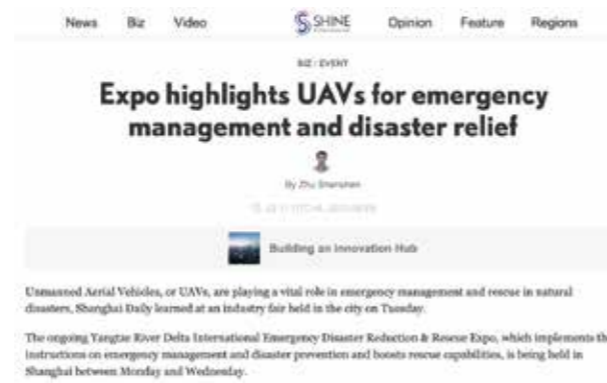 News Biz Video SHINE Opinion Feature Regions
BIZ / EVENT
Expo highlights UAVs for emergency
management and disaster relief
By Zhu Shenshen
Building an Innovation Hub
Unmanned Aerial Vehicles, or UAVs, are playing a vital role in emergency management and rescue in natural
disasters, Shanghai Daily learned at an industry fair held in the city on Tuesday.
The ongoing Yangtze River Delta International Emergency Disaster Reduction & Rescue Expo, which implements th
instructions on emergency management and disaster prevention and boosts rescue capabilities, is being held in
Shanghai between Monday and Wednesday.